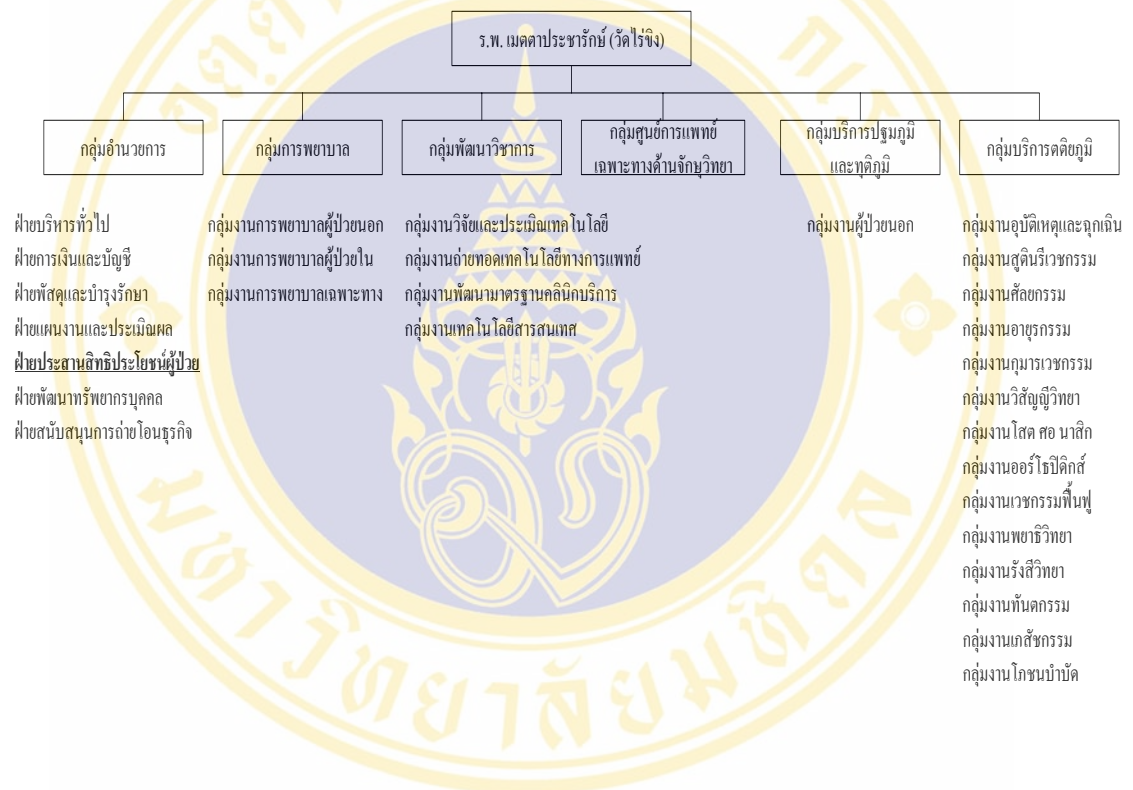 ร.พ. เมตตาประชารักษ์ (วัดไร่ขิง)
กลุ่มอำนวยการ
กลุ่มการพยาบาล
กลุ่มพัฒนาวิชาการ
กลุ่มศูนย์การแพทย์
เฉพาะทางด้านจักษุวิทยา
กลุ่มบริการปฐมภูมิ
และทุติภูมิ
กลุ่มบริการตติยภูมิ
ฝ่ายบริหารทั่วไป
ฝ่ายการเงินและบัญชี
ฝ่ายพัสดุและบำรุงรักษา
ฝ่ายแผนงานและประเมิณผล
ฝ่ายประสานสิทธิประโยชน์ผู้ป่วย
ฝ่ายพัฒนาทรัพยากรบุคคล
ฝ่ายสนับสนุนการถ่ายโอนธุรกิจ
กลุ่มงานการพยาบาลผู้ป่วยนอก
กลุ่มงานการพยาบาลผู้ป่วยใน
กลุ่มงานการพยาบาลเฉพาะทาง
กลุ่มงานวิจัยและประเมิณเทคโนโลยี
กลุ่มงานถ่ายทอดเทคโนโลยีทางการแพทย์
กลุ่มงานพัฒนามาตรฐานคลินิกบริการ
กลุ่มงานเทคโนโลยีสารสนเทศ
กลุ่มงานผู้ป่วยนอก
กลุ่มงานอุบัติเหตุและฉุกเฉิน
กลุ่มงานสูตินรีเวชกรรม
กลุ่มงานศัลยกรรม
กลุ่มงานอายุรกรรม
กลุ่มงานกุมารเวชกรรม
กลุ่มงานวิสัญญีวิทยา
กลุ่มงานโสต ศอ นาสิก
กลุ่มงานออร์โธปิดิกส์
กลุ่มงานเวชกรรมฟื้นฟู
กลุ่มงานพยาธิวิทยา
กลุ่มงานรังสีวิทยา
กลุ่มงานทันตกรรม
กลุ่มงานเภสัชกรรม
กลุ่มงานโภชนบำบัด
มหาวิทยาลัยมหิดล